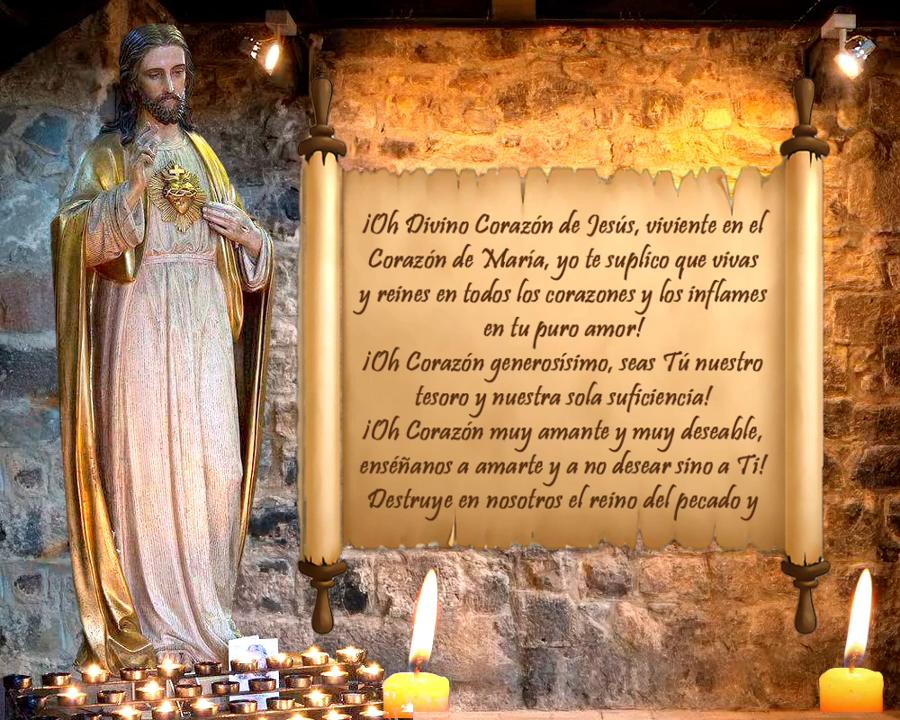 ¡Oh Divino Corazón de Jesús, viviente en el
Corazón de María, yo te suplico que vivas
y reines en todos los corazones y los inflames
en tu puro amor!
¡Oh Corazón generosísimo, seas Tú nuestro
tesoro y nuestra sola suficiencia!
¡Oh Corazón muy amante y muy deseable,
enséñanos a amarte y a no desear sino a Ti!
Destruye en nosotros el reino del pecado y